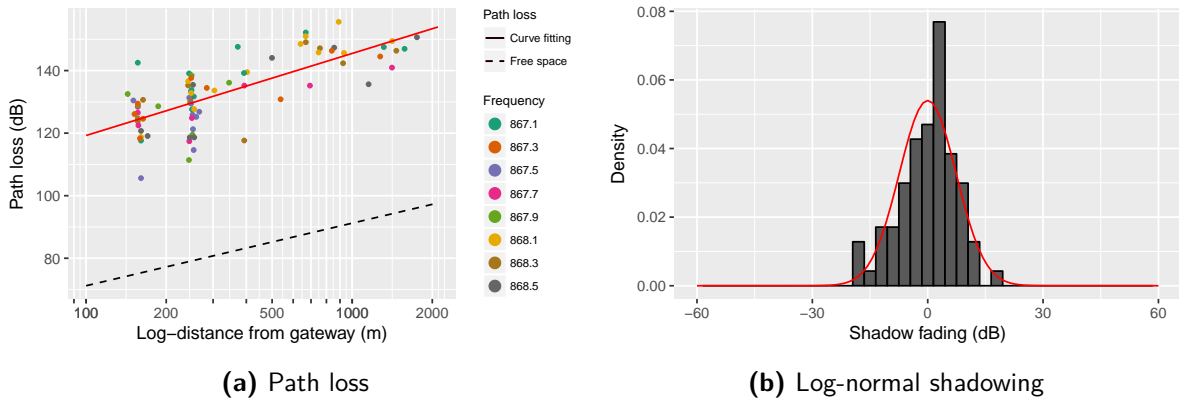 Path loss
Curve fitting
Free space
Frequency
867.1
867.3
867.5
867.7
867.9
868.1
868.3
868.5
Path loss (dB)
140
120
100
80
100 200 500 1000 2000
Log−distance from gateway (m)
(a) Path loss
Density
0.08
0.06
0.04
0.02
0.00
−60 −30 0 30 60
Shadow fading (dB)
(b) Log-normal shadowing